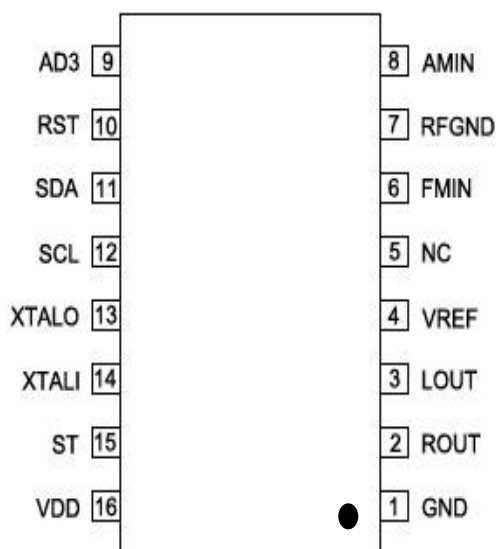 AD3 9 8 AMIN
RST 10 7 RFGND
SDA 11 6 FMIN
SCL 12 5 NC
XTALO 13 4 VREF
XTALI 14 3 LOUT
ST 15 2 ROUT
VDD 16 1 GND